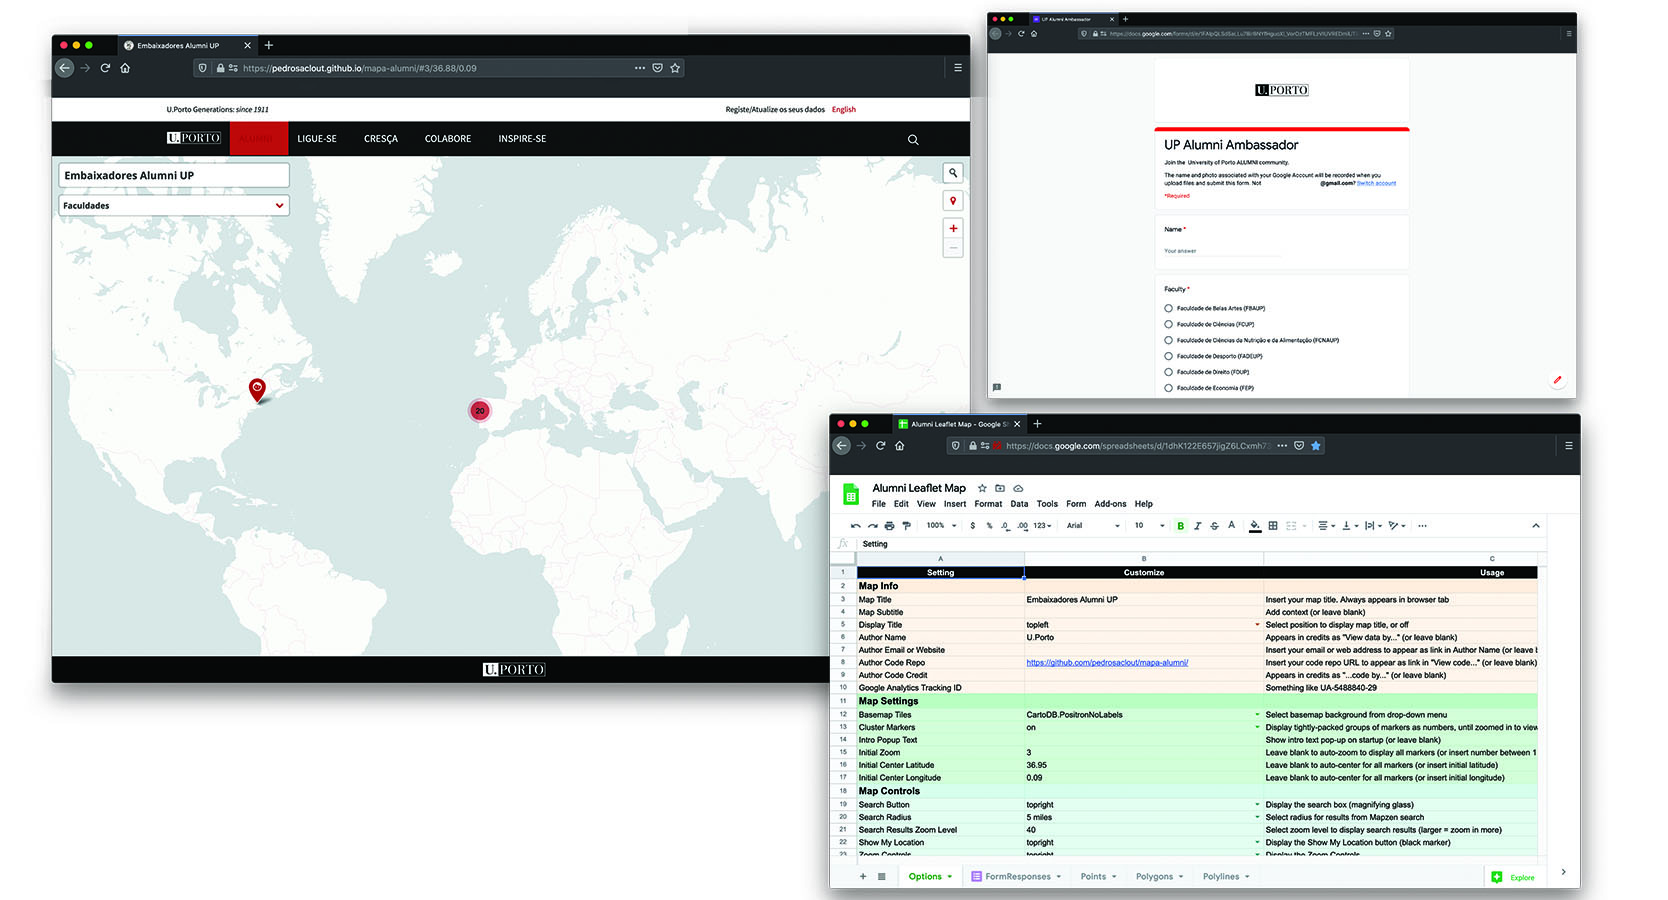 Embaixadores Alumni UP
https://pedrosaclout.github.io/mapa-alumni/#3/36.88/0.09
U.Porto Generations: since 1911
Registe/Atualize os seus dados English
U.PORTO ALUMNI LIGUE-SE CRESÇA COLABORE INSPIRE-SE
Embaixadores Alumni UP
Faculdades
20
U.PORTO
UP Alumni Ambassador
U.PORTO
UP Alumni Ambassador
Join the University of Porto ALUMNI community.
The name and photo associated with your Google Account will be recorded when you
upload files and submit this form. Not @gmail.com? Switch account
*Required
Name *
Your answer
Faculty *
Faculdade de Belas Artes (FBAUP)
Faculdade de Ciências (FCUP)
Faculdade de Ciências da Nutrição e da Alimentação (FCNAUP)
Faculdade de Desporto (FADEUP)
Faculdade de Direito (FDUP)
Faculdade de Economia (FEP)
Alumni Leaflet Map - Google S
https://docs.google.com/spreadsheets/d/1dhK122E657jigZ6LCxmh7
Alumni Leaflet Map
File Edit View Insert Format Data Tools Form Add-ons Help
100% $ % .0 .00 123 Arial 10 B I S A
fx Setting
A B C
1 Setting Customize Usage
2 Map Info
3 Map Title Embaixadores Alumni UP Insert your map title. Always appears in browser tab
4 Map Subtitle Add context (or leave blank)
5 Display Title topleft Select position to display map title, or off
6 Author Name U.Porto Appears in credits as "View data by..." (or leave blank)
7 Author Email or Website Insert your email or web address to appear as link in Author Name (or leave b
8 Author Code Repo https://github.com/pedrosaclout/mapa-alumni/ Insert your code repo URL to appear as link in "View code..." (or leave blank)
9 Author Code Credit Appears in credits as "...code by..." (or leave blank)
10 Google Analytics Tracking ID Something like UA-5488840-29
11 Map Settings
12 Basemap Tiles CartoDB.PositronNoLabels Select basemap background from drop-down menu
13 Cluster Markers on Display tightly-packed groups of markers as numbers, until zoomed in to view
14 Intro Popup Text Show intro text pop-up on startup (or leave blank)
15 Initial Zoom 3 Leave blank to auto-zoom to display all markers (or insert number between 1
16 Initial Center Latitude 36.95 Leave blank to auto-center for all markers (or insert initial latitude)
17 Initial Center Longitude 0.09 Leave blank to auto-center for all markers (or insert initial longitude)
18 Map Controls
19 Search Button topright Display the search box (magnifying glass)
20 Search Radius 5 miles Select radius for results from Mapzen search
21 Search Results Zoom Level 40 Select zoom level to display search results (larger = zoom in more)
22 Show My Location topright Display the Show My Location button (black marker)
23 Zoom Controls topright Display the Zoom Controls
Options FormResponses Points Polygons Polylines Explore